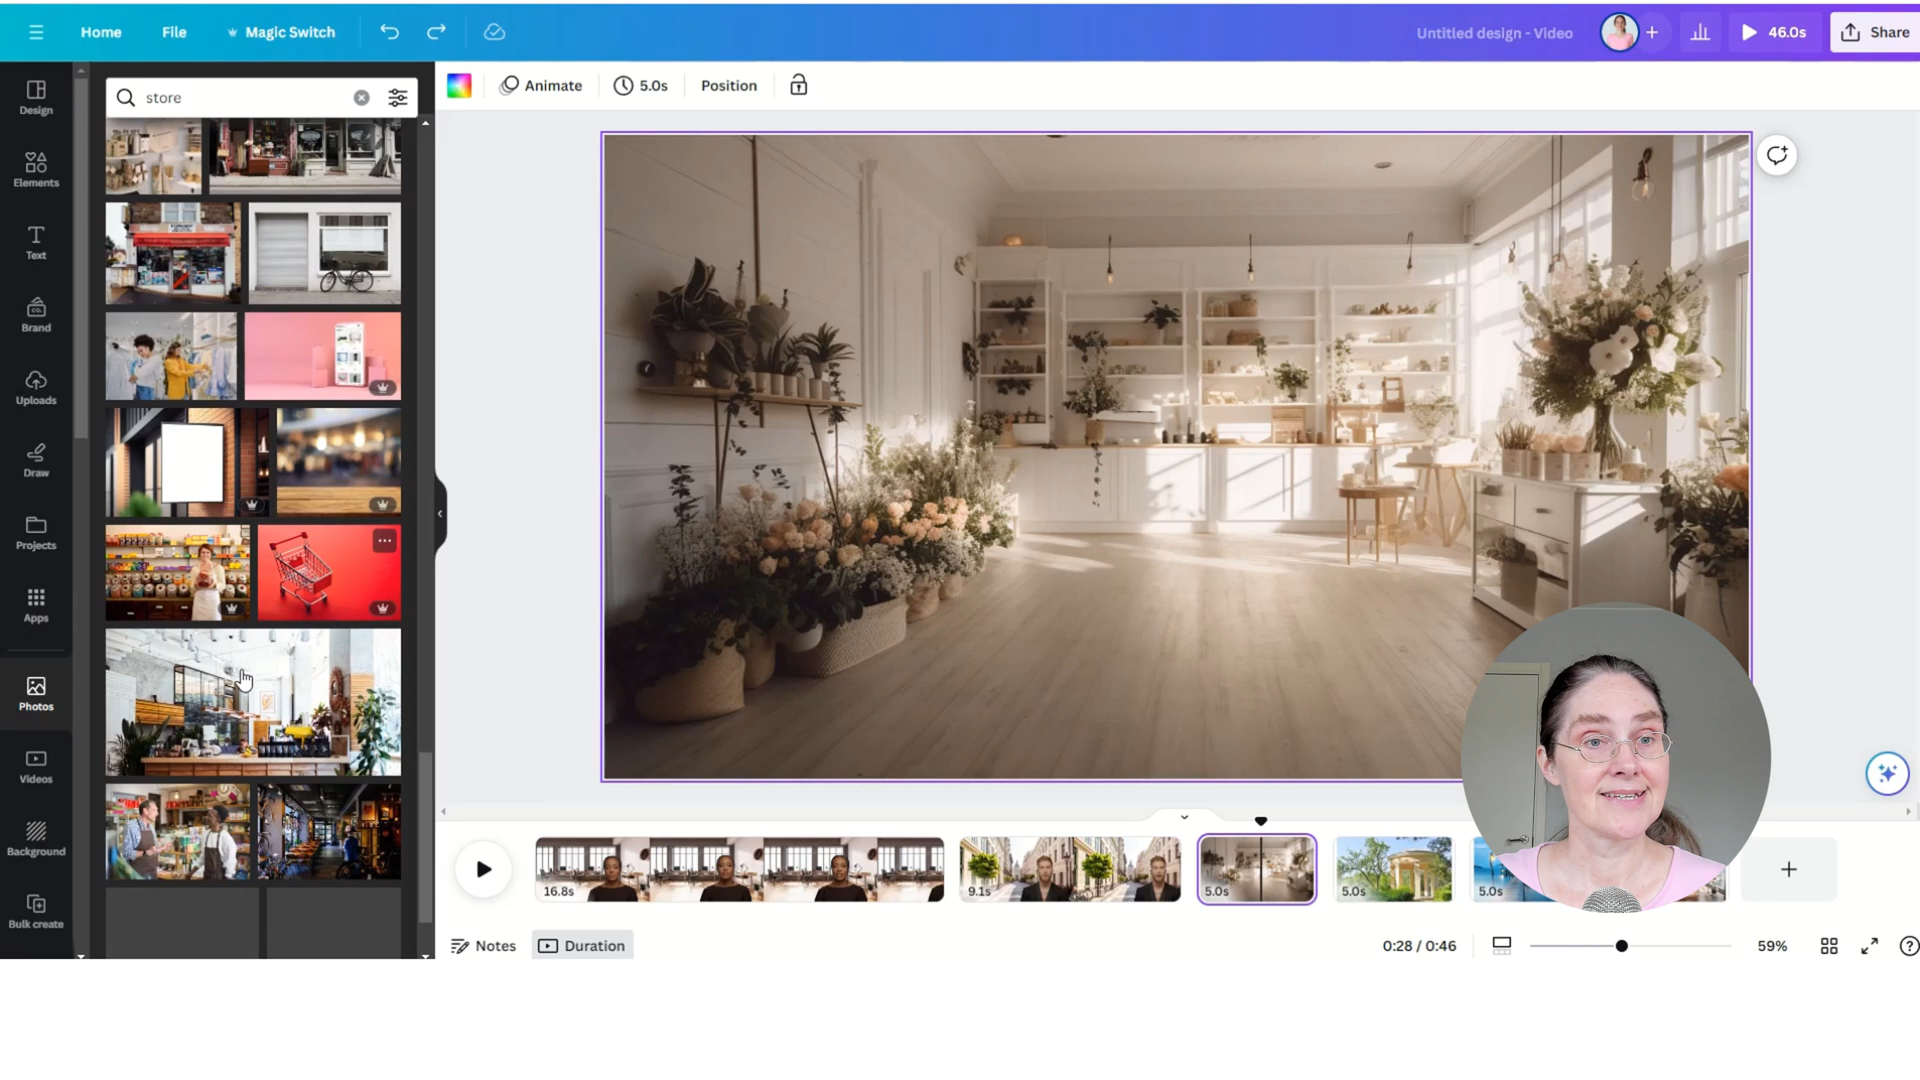 Home File Magic Switch Untitled design - Video 46.0s Share
Design
Elements
Text
Brand
Uploads
Draw
Projects
Apps
Photos
Videos
Background
Bulk create
store
Animate 5.0s Position
16.8s 9.1s 5.0s 5.0s 5.0s
Notes Duration 0:28 / 0:46 59%